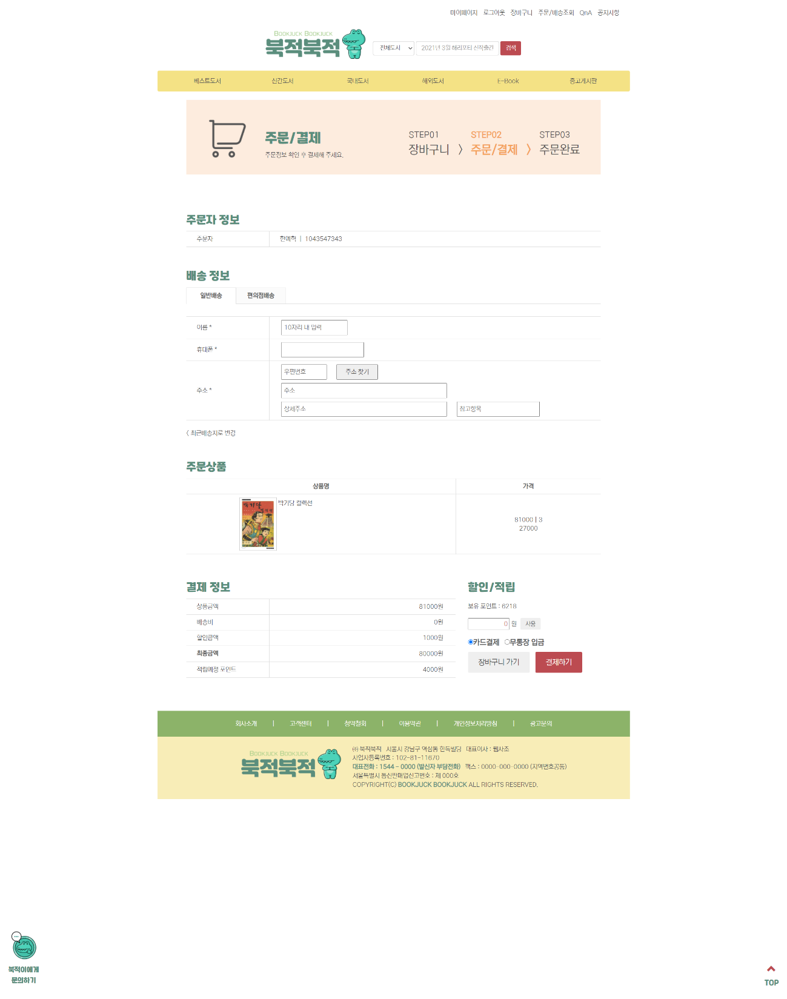 마이페이지 로그아웃 장바구니 주문/배송조회 QnA 공지사항
BOOKJUCK BOOKJUCK
북적북적
전체도서 2021년 3월 해리포터 신작출간 검색
베스트도서 신간도서 국내도서 해외도서 E-Book 중고게시판
주문/결제
주문정보 확인 후 결제해 주세요.
STEP01 STEP02 STEP03
장바구니 〉 주문/결제 〉 주문완료
주문자 정보
주문자 한예혁 | 1043547343
배송 정보
일반배송 편의점배송
이름 * 10자리 내 입력
휴대폰 *
우편번호 주소 찾기
주소 * 주소
상세주소 참고항목
〈 최근배송지로 변경
주문상품
상품명 가격
박기당 컬렉션
81000 | 3
27000
결제 정보
상품금액 81000원
배송비 0원
할인금액 1000원
최종금액 80000원
적립예정 포인트 4000원
할인/적립
보유 포인트 : 6218
0 원 사용
카드결제 무통장 입금
장바구니 가기 결제하기
회사소개 | 고객센터 | 청약철회 | 이용약관 | 개인정보처리방침 | 광고문의
BOOKJUCK BOOKJUCK
북적북적
㈜ 북적북적 서울시 강남구 역삼동 한독빌딩 대표이사 : 웹사조
사업자등록번호 : 102-81-11670
대표전화 : 1544 - 0000 (발신자 부담전화) 팩스 : 0000-000-0000 (지역번호공통)
서울특별시 통신판매업신고번호 : 제 000호
COPYRIGHT(C) BOOKJUCK BOOKJUCK ALL RIGHTS RESERVED.
북적이에게
문의하기
TOP